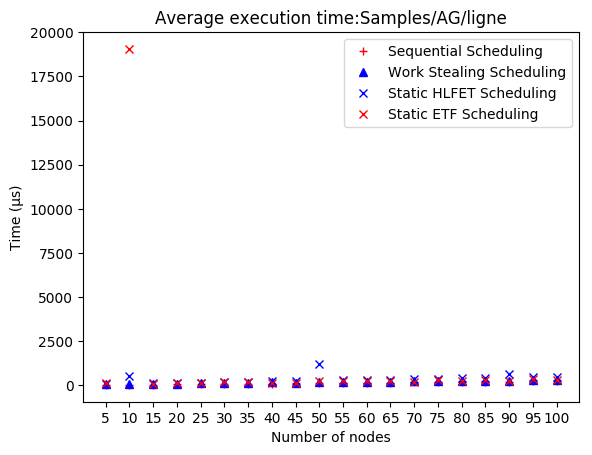 Average execution time:Samples/AG/ligne
Time (µs)
20000
17500
15000
12500
10000
7500
5000
2500
0
Sequential Scheduling
Work Stealing Scheduling
Static HLFET Scheduling
Static ETF Scheduling
5 10 15 20 25 30 35 40 45 50 55 60 65 70 75 80 85 90 95 100
Number of nodes